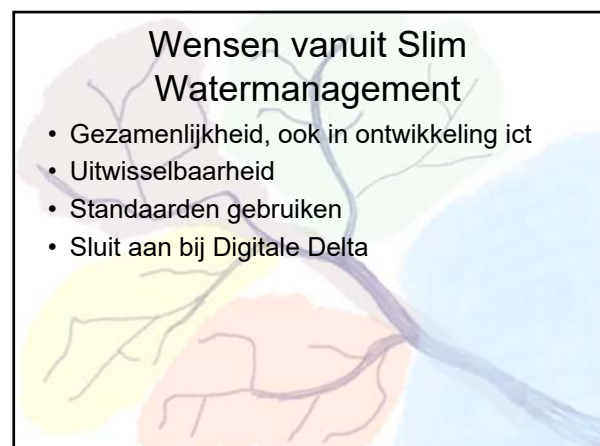 Wensen vanuit Slim
Watermanagement
• Gezamenlijkheid, ook in ontwikkeling ict
• Uitwisselbaarheid
• Standaarden gebruiken
• Sluit aan bij Digitale Delta